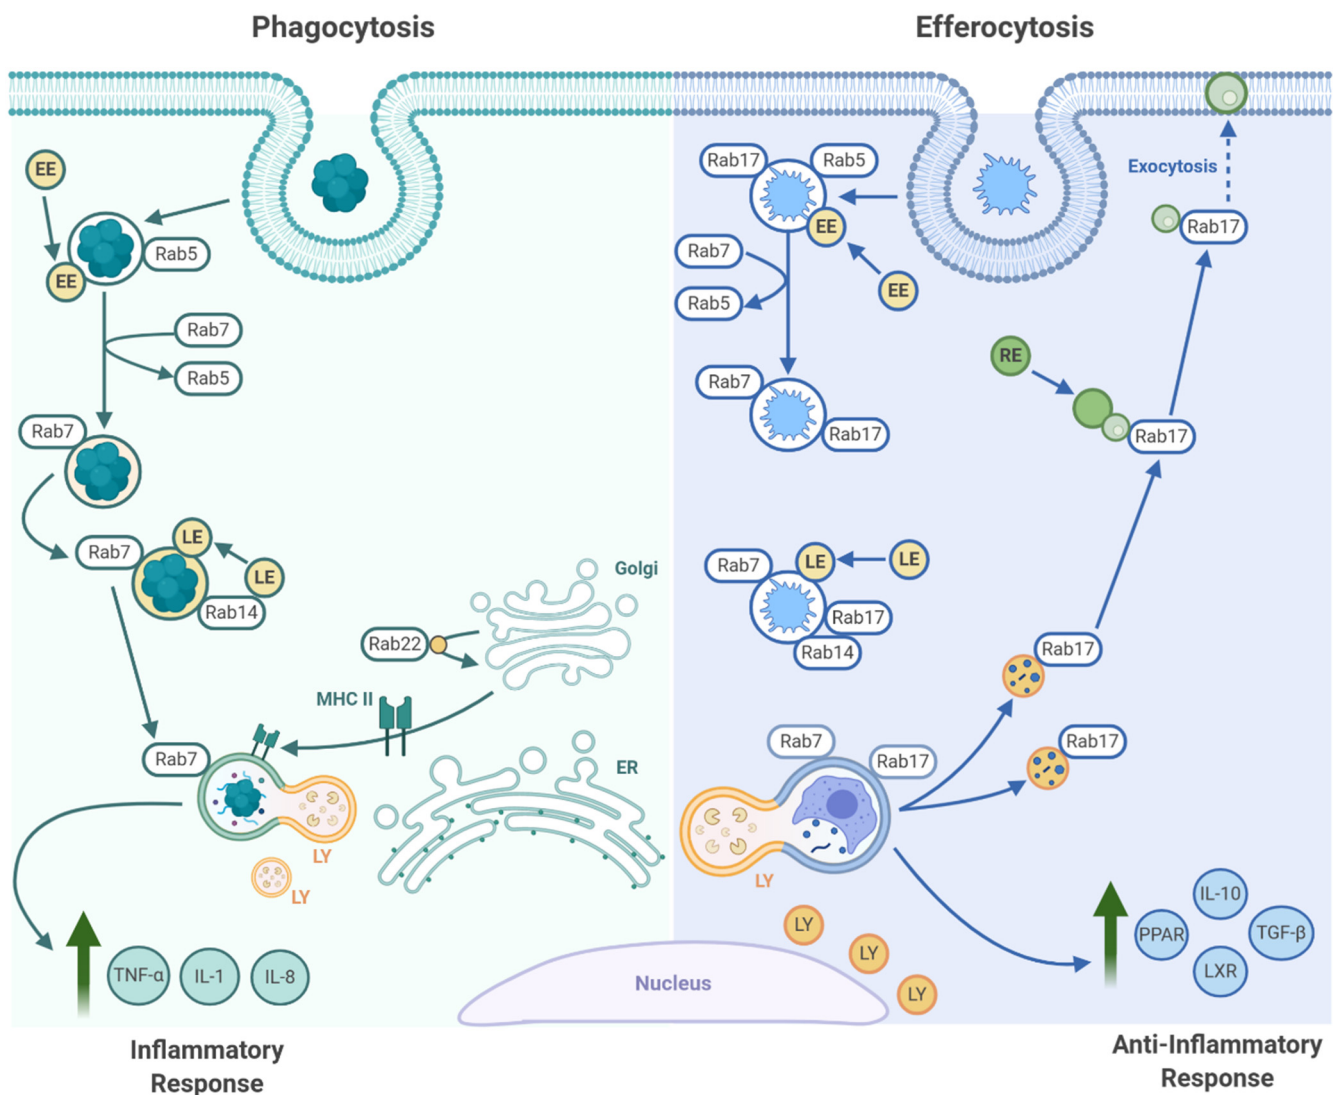 Phagocytosis
EE
EE
Rab5
Rab7
Rab5
Rab7
Rab7
LE
LE
Rab14
Golgi
Rab22
MHC II
Rab7
ER
LY
LY
TNF-α
IL-1
IL-8
Inflammatory
Response
Nucleus
Efferocytosis
Rab17
Rab5
EE
Rab7
EE
Rab5
Exocytosis
Rab17
RE
Rab7
Rab17
Rab17
Rab7
LE
LE
Rab17
Rab14
Rab17
Rab7
Rab17
Rab17
LY
LY
LY
LY
IL-10
PPAR
TGF-β
LXR
Anti-Inflammatory
Response